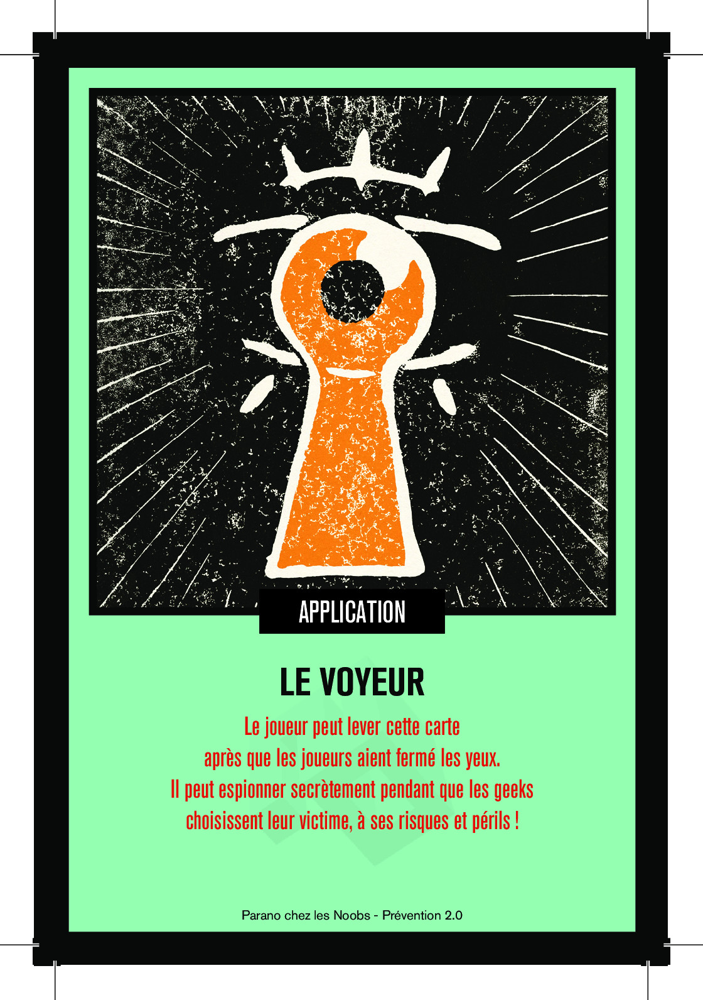 APPLICATION
LE VOYEUR
Le joueur peut lever cette carte
après que les joueurs aient fermé les yeux.
Il peut espionner secrètement pendant que les geeks
choisissent leur victime, à ses risques et périls !
Parano chez les Noobs - Prévention 2.0